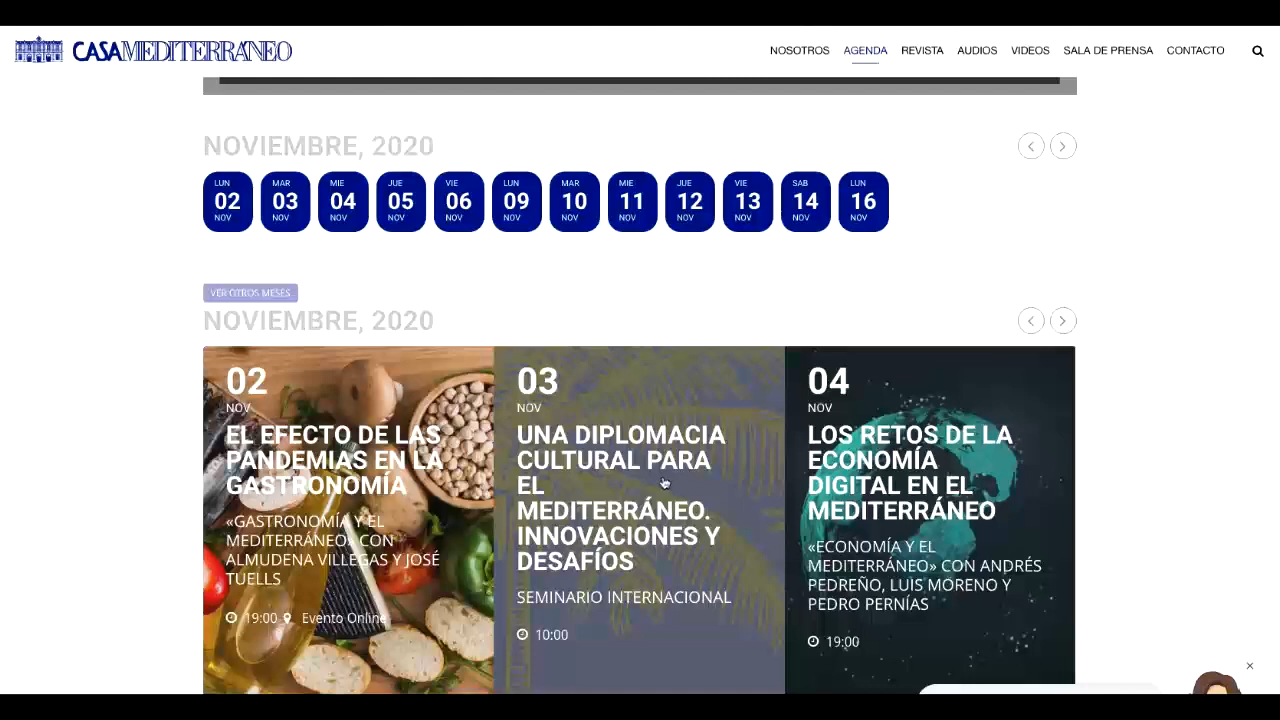 CASAMEDITERRÁNEO
NOSOTROS AGENDA REVISTA AUDIOS VIDEOS SALA DE PRENSA CONTACTO
NOVIEMBRE, 2020
LUN MAR MIE JUE VIE LUN MAR MIE JUE VIE SAB LUN
02 03 04 05 06 09 10 11 12 13 14 16
NOV NOV NOV NOV NOV NOV NOV NOV NOV NOV NOV NOV
VER OTROS MESES
NOVIEMBRE, 2020
02
NOV
EL EFECTO DE LAS
PANDEMIAS EN LA
GASTRONOMÍA
«GASTRONOMÍA Y EL
MEDITERRÁNEO» CON
ALMUDENA VILLEGAS Y JOSÉ
TUELLS
19:00 Evento Online
03
NOV
UNA DIPLOMACIA
CULTURAL PARA
EL
MEDITERRÁNEO.
INNOVACIONES Y
DESAFÍOS
SEMINARIO INTERNACIONAL
10:00
04
NOV
LOS RETOS DE LA
ECONOMÍA
DIGITAL EN EL
MEDITERRÁNEO
«ECONOMÍA Y EL
MEDITERRÁNEO» CON ANDRÉS
PEDREÑO, LUIS MORENO Y
PEDRO PERNÍAS
19:00